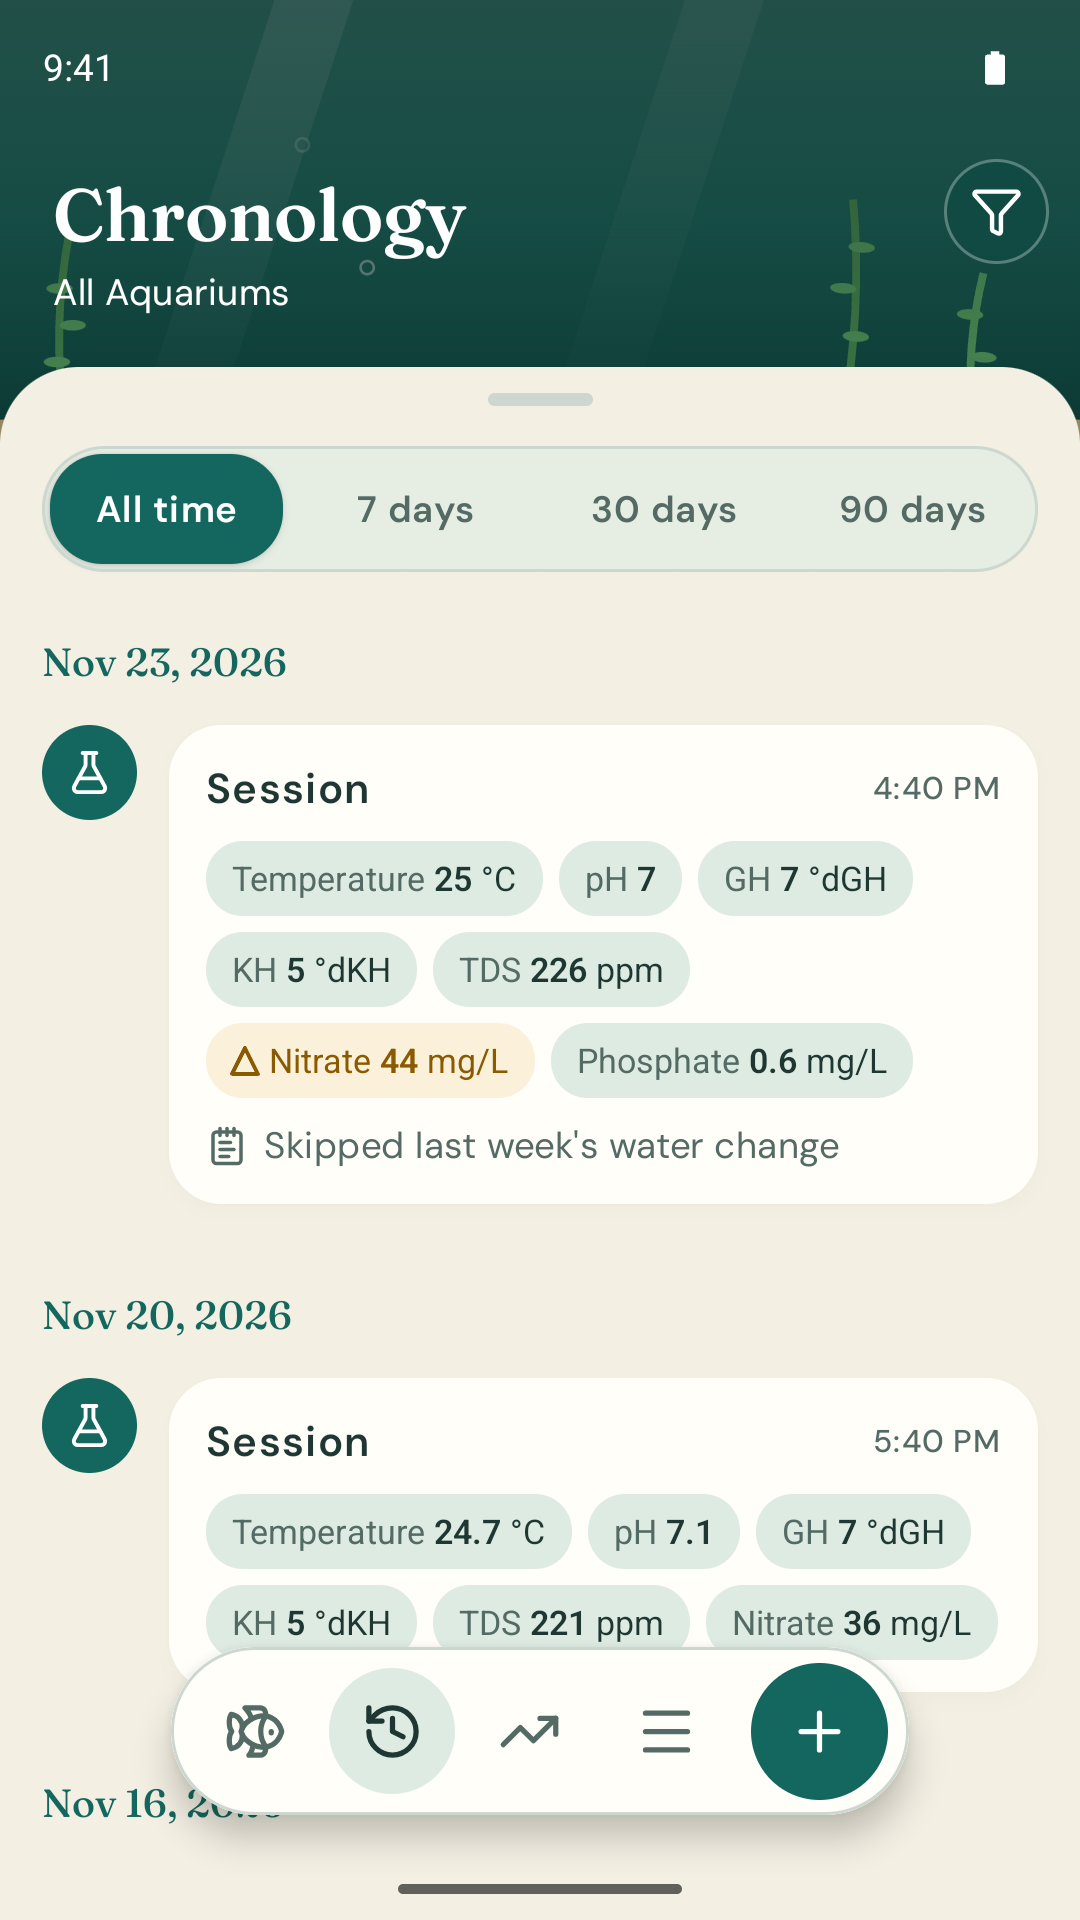 9:41
Chronology
All Aquariums
All time 7 days 30 days 90 days
Nov 23, 2026
Session 4:40 PM
Temperature 25 °C pH 7 GH 7 °dGH
KH 5 °dKH TDS 226 ppm
Nitrate 44 mg/L Phosphate 0.6 mg/L
Skipped last week's water change
Nov 20, 2026
Session 5:40 PM
Temperature 24.7 °C pH 7.1 GH 7 °dGH
KH 5 °dKH TDS 221 ppm Nitrate 36 mg/L
Nov 16,